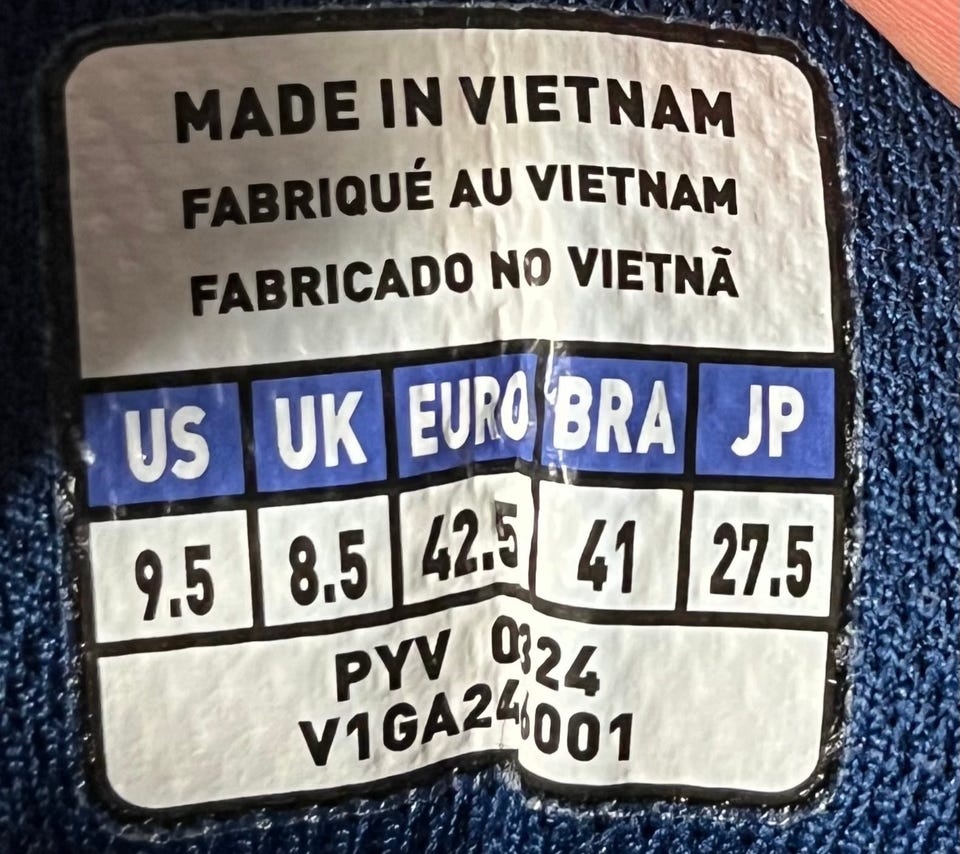 MADE IN VIETNAM
FABRIQUÉ AU VIETNAM
FABRICADO NO VIETNÃ
US UK EURO BRA JP
9.5 8.5 42.5 41 27.5
PYV 0324
V1GA246001